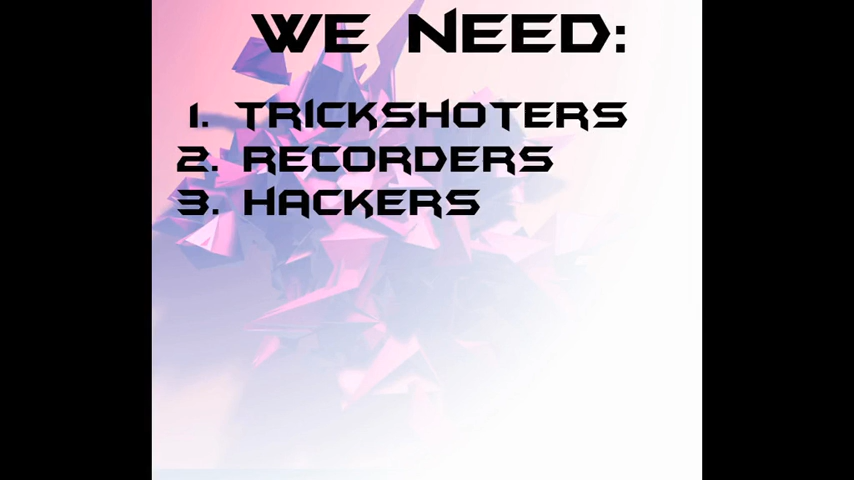 WE NEED:
1. TRICKSHOTERS
2. RECORDERS
3. HACKERS